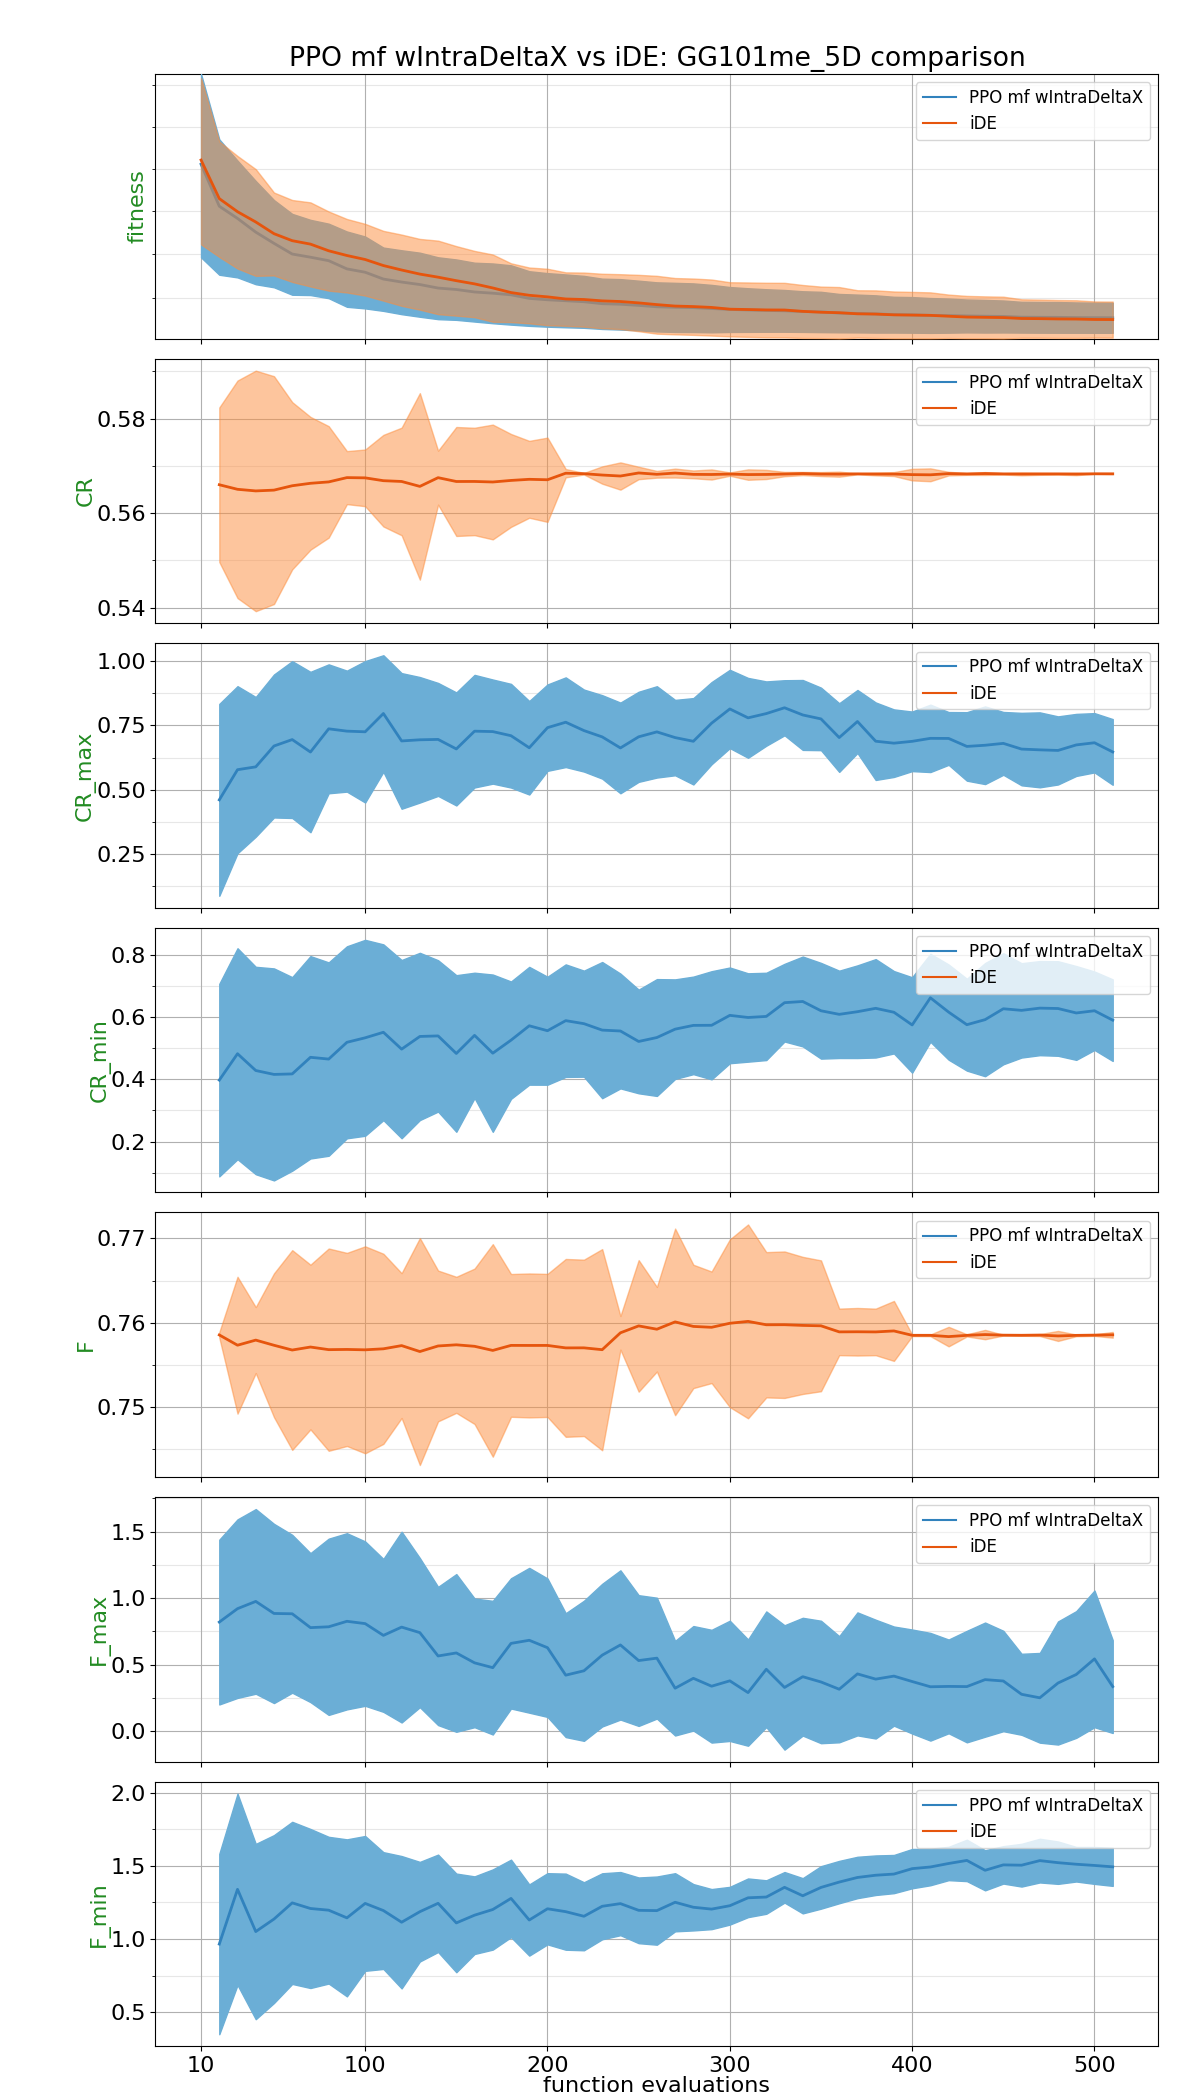 PPO mf wIntraDeltaX vs iDE: GG101me_5D comparison
fitness
PPO mf wIntraDeltaX
iDE
CR
0.58
0.56
0.54
PPO mf wIntraDeltaX
iDE
CR_max
1.00
0.75
0.50
0.25
PPO mf wIntraDeltaX
iDE
CR_min
0.8
0.6
0.4
0.2
PPO mf wIntraDeltaX
iDE
F
0.77
0.76
0.75
PPO mf wIntraDeltaX
iDE
F_max
1.5
1.0
0.5
0.0
PPO mf wIntraDeltaX
iDE
F_min
2.0
1.5
1.0
0.5
PPO mf wIntraDeltaX
iDE
10 100 200 300 400 500
function evaluations